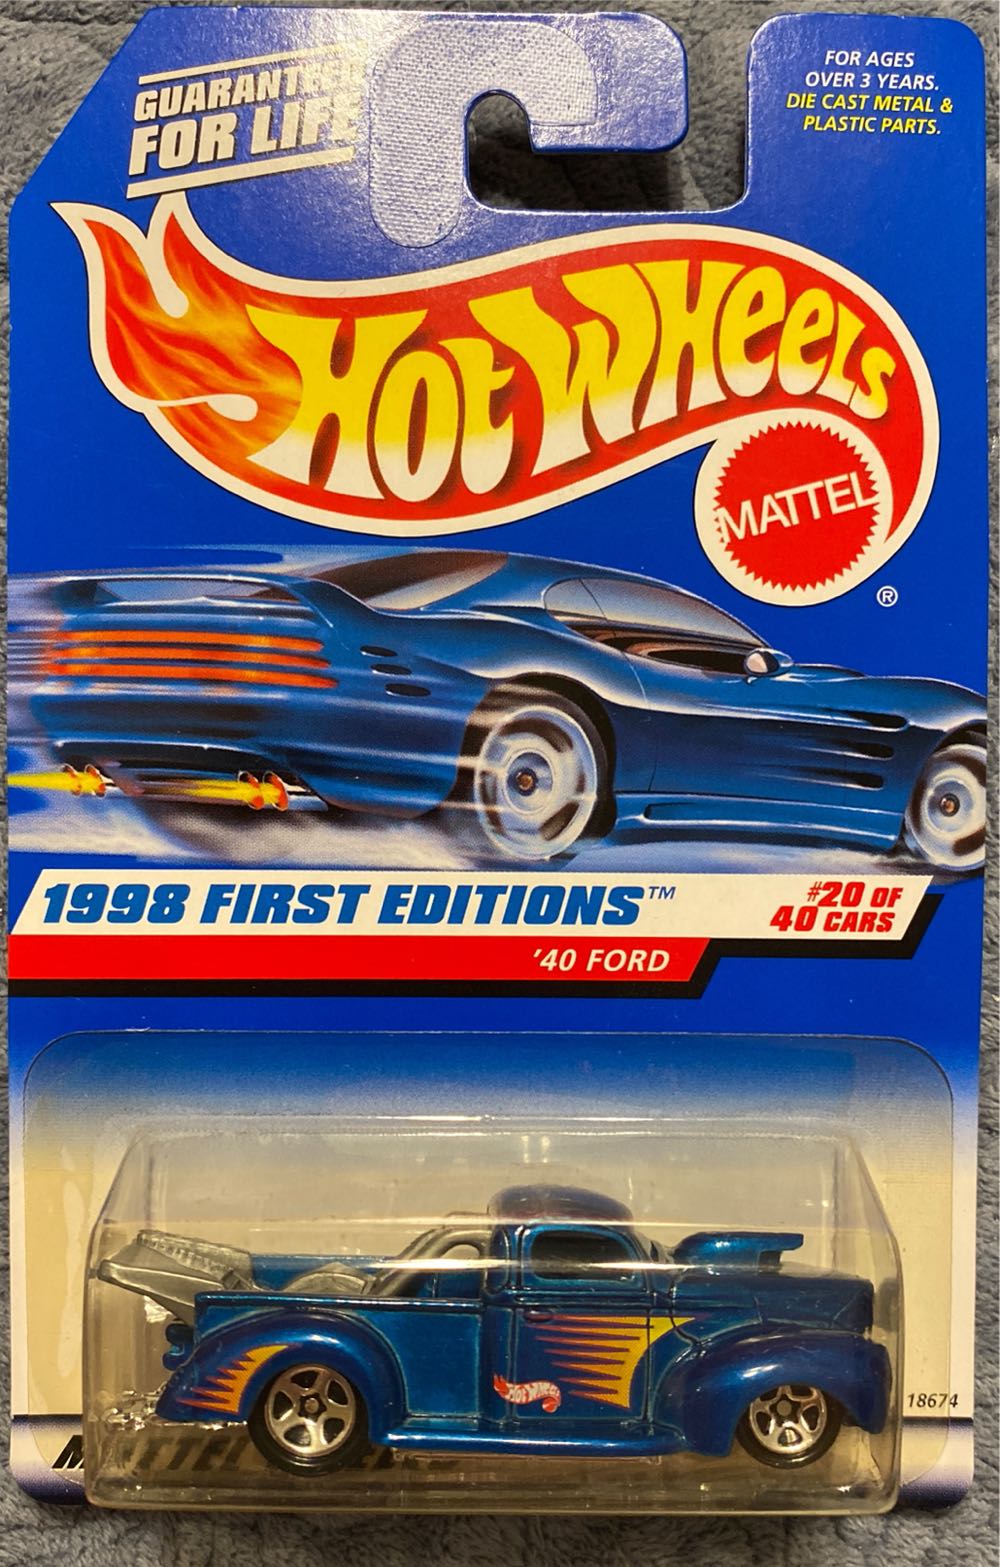 GUARANTEED
FOR LIFE
FOR AGES
OVER 3 YEARS.
DIE CAST METAL &
PLASTIC PARTS.
HOT WHEELS
MATTEL
®
1998 FIRST EDITIONS™
#20 OF
40 CARS
'40 FORD
HOT WHEELS
18674
MATTEL